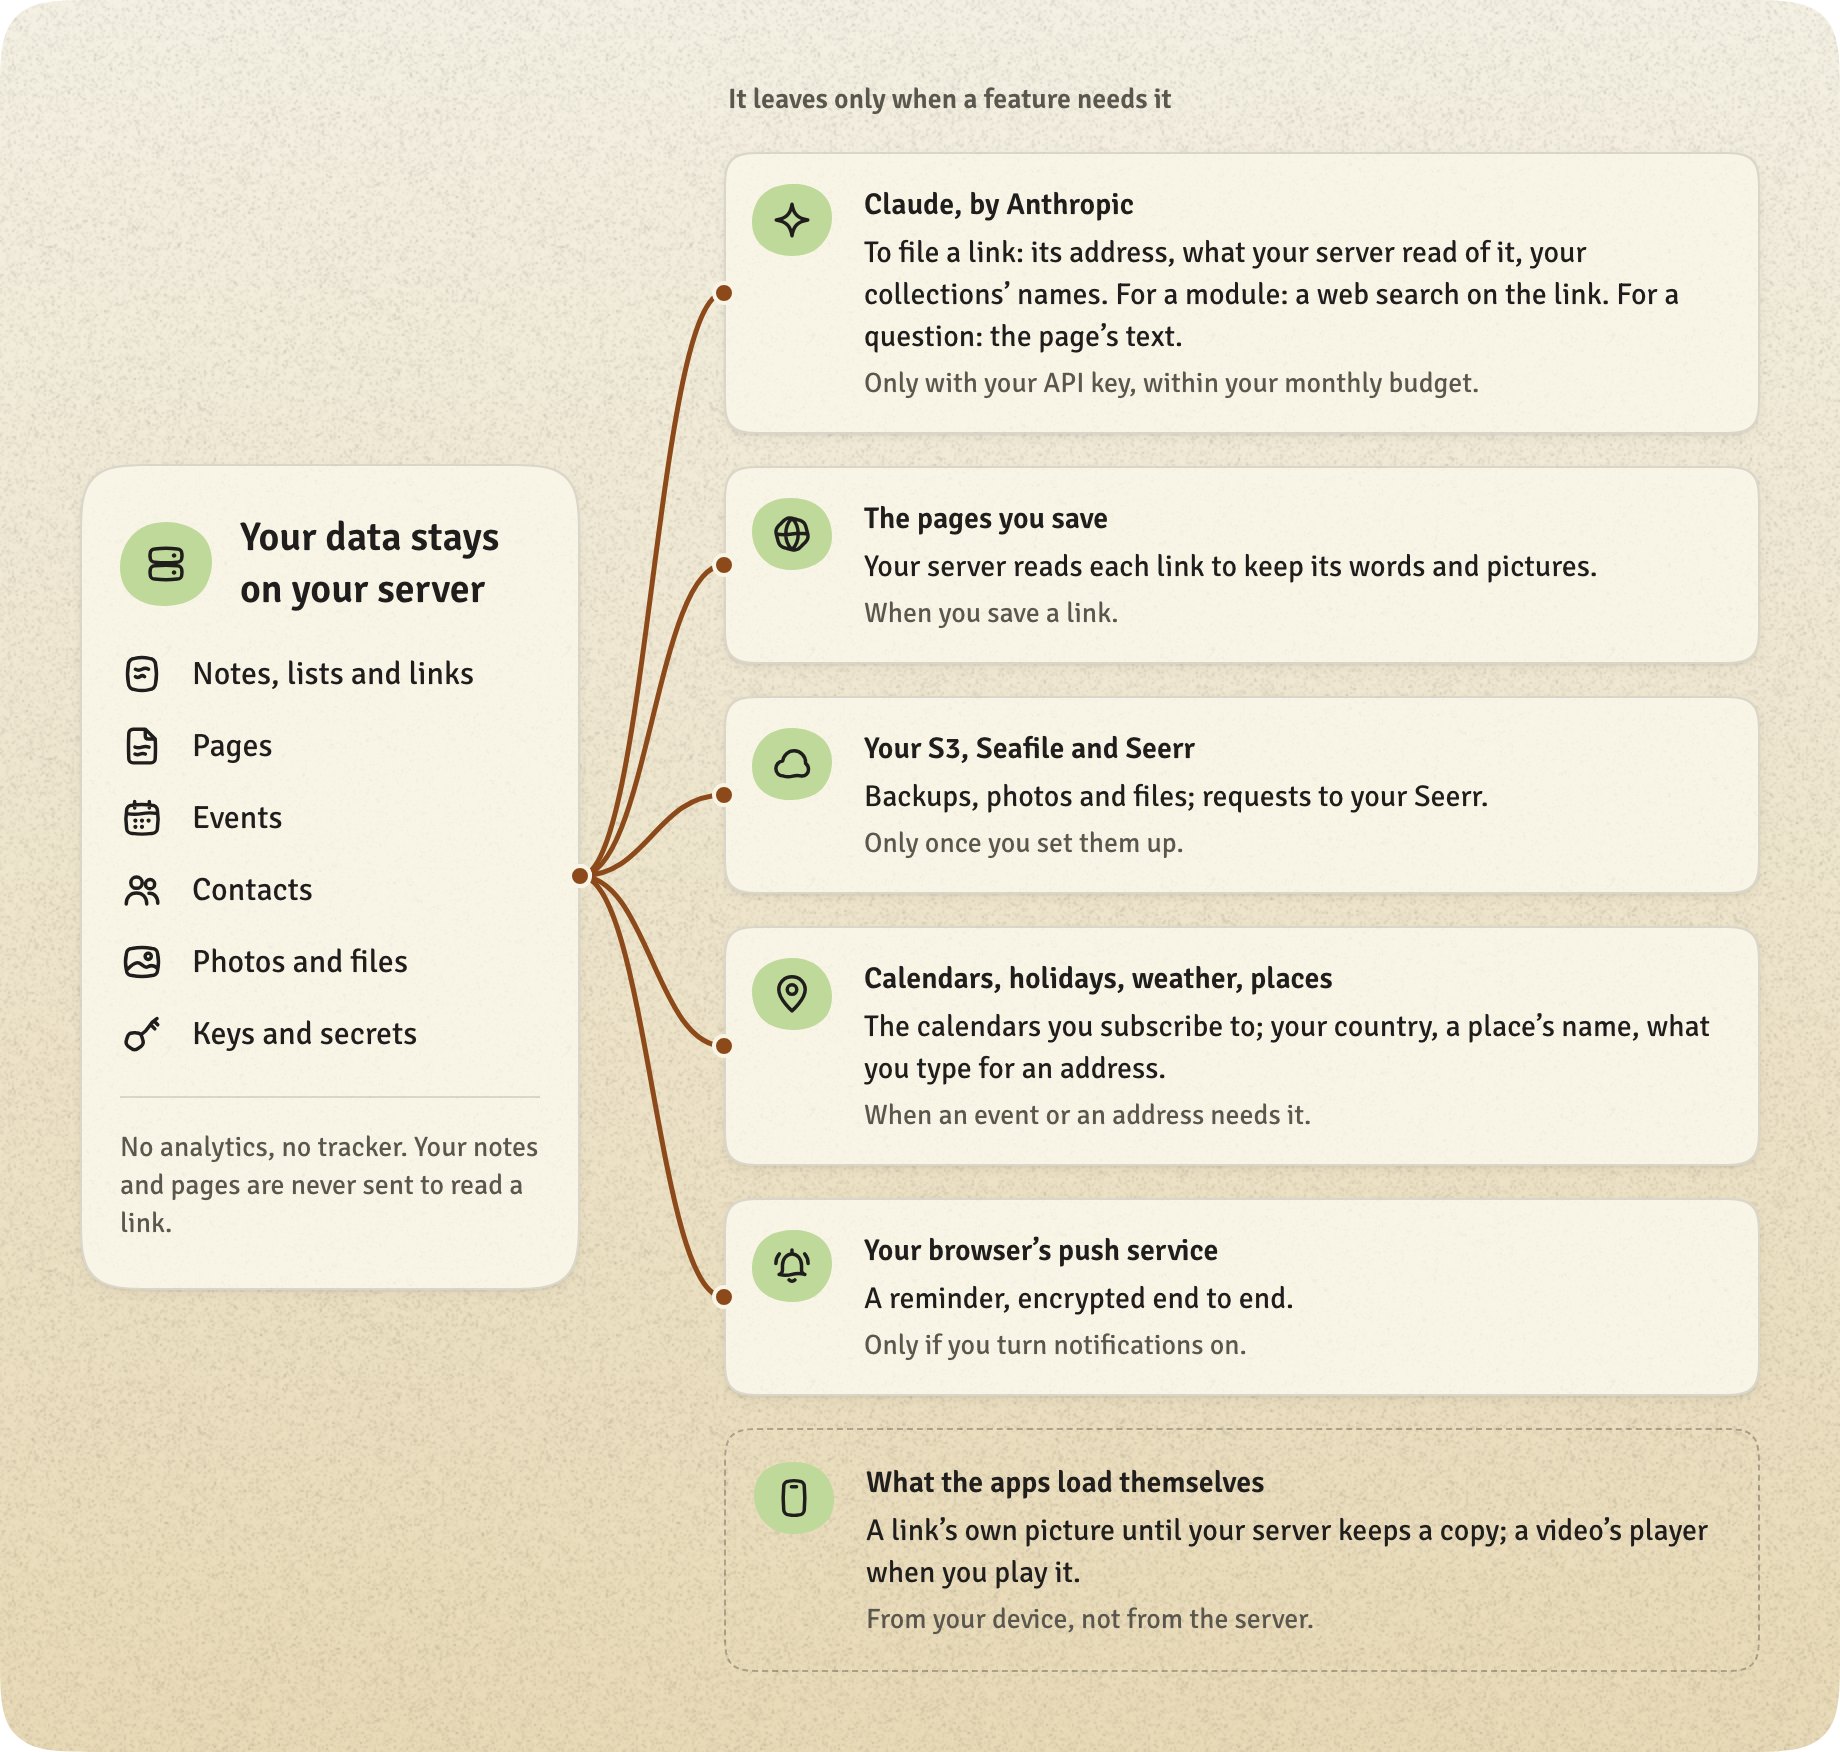 It leaves only when a feature needs it
Your data stays
on your server
Notes, lists and links
Pages
Events
Contacts
Photos and files
Keys and secrets
No analytics, no tracker. Your notes
and pages are never sent to read a
link.
Claude, by Anthropic
To file a link: its address, what your server read of it, your
collections’ names. For a module: a web search on the link. For a
question: the page’s text.
Only with your API key, within your monthly budget.
The pages you save
Your server reads each link to keep its words and pictures.
When you save a link.
Your S3, Seafile and Seerr
Backups, photos and files; requests to your Seerr.
Only once you set them up.
Calendars, holidays, weather, places
The calendars you subscribe to; your country, a place’s name, what
you type for an address.
When an event or an address needs it.
Your browser’s push service
A reminder, encrypted end to end.
Only if you turn notifications on.
What the apps load themselves
A link’s own picture until your server keeps a copy; a video’s player
when you play it.
From your device, not from the server.